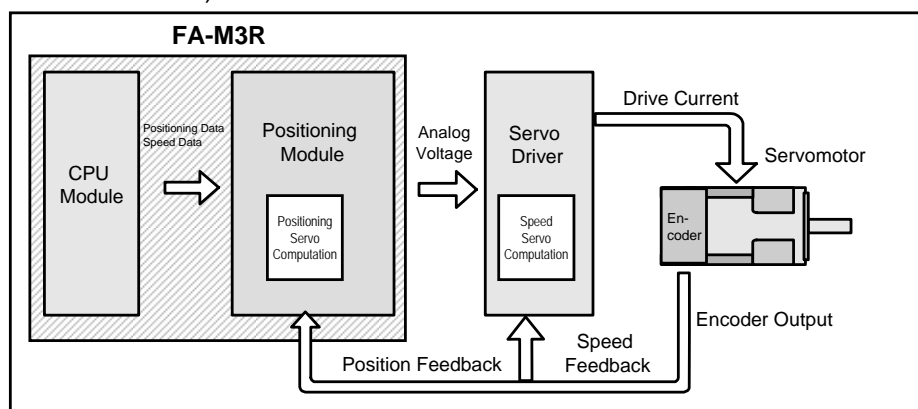 FA-M3R
CPU
Module
Positioning Data
Speed Data
Positioning
Module
Positioning
Servo
Computation
Analog
Voltage
Servo
Driver
Speed
Servo
Computation
Drive Current
Servomotor
En-
coder
Encoder Output
Speed
Feedback
Position Feedback